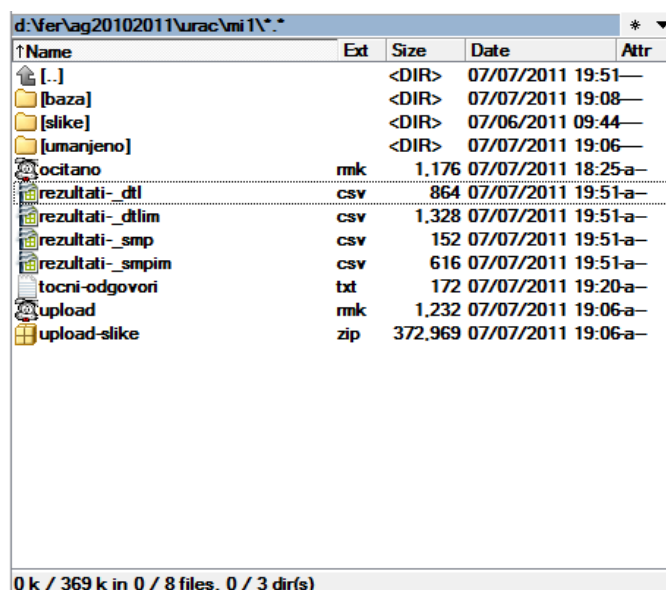 d:\fer\ag20102011\urac\mi1\*.* * ▼
↑Name Ext Size Date Attr
[..] <DIR> 07/07/2011 19:51 —
[baza] <DIR> 07/07/2011 19:08 —
[slike] <DIR> 07/06/2011 09:44 —
[umanjeno] <DIR> 07/07/2011 19:06 —
ocitano rmk 1,176 07/07/2011 18:25 -a—
rezultati-_dtl csv 864 07/07/2011 19:51 -a—
rezultati-_dtlim csv 1,328 07/07/2011 19:51 -a—
rezultati-_smp csv 152 07/07/2011 19:51 -a—
rezultati-_smpim csv 616 07/07/2011 19:51 -a—
tocni-odgovori txt 172 07/07/2011 19:20 -a—
upload rmk 1,232 07/07/2011 19:06 -a—
upload-slike zip 372,969 07/07/2011 19:06 -a—
0 k / 369 k in 0 / 8 files, 0 / 3 dir(s)